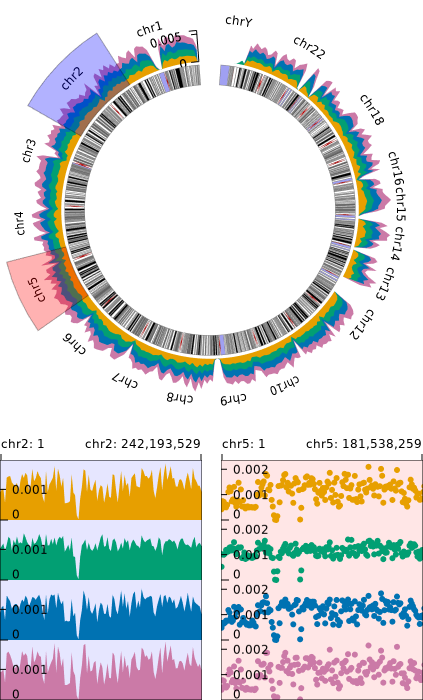 chrY
chr1
0.005
0
chr22
chr2
chr18
chr3
chr16
chr15
chr4
chr14
chr5
chr13
chr6
chr12
chr7
chr10
chr8
chr9
chr2: 1 chr2: 242,193,529
chr5: 1 chr5: 181,538,259
0.001
0
0.001
0
0.001
0
0.001
0.002
0.001
0
0.002
0.001
0
0.002
0.001
0
0.002
0.001
0